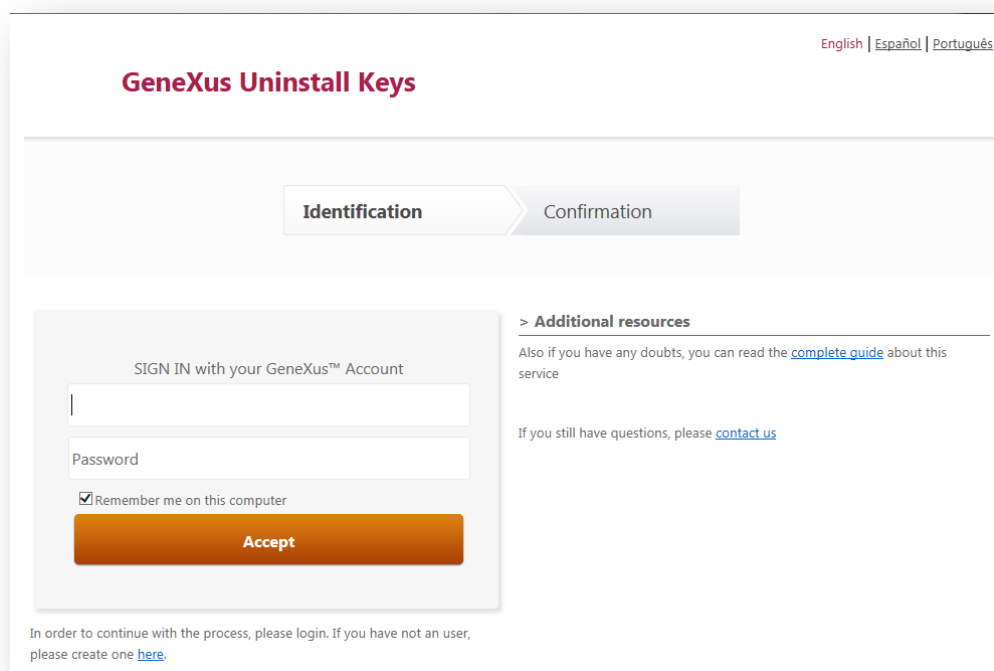 English | Español | Português
GeneXus Uninstall Keys
Identification
Confirmation
SIGN IN with your GeneXus™ Account
Password
Remember me on this computer
Accept
In order to continue with the process, please login. If you have not an user,
please create one here.
> Additional resources
Also if you have any doubts, you can read the complete guide about this
service
If you still have questions, please contact us